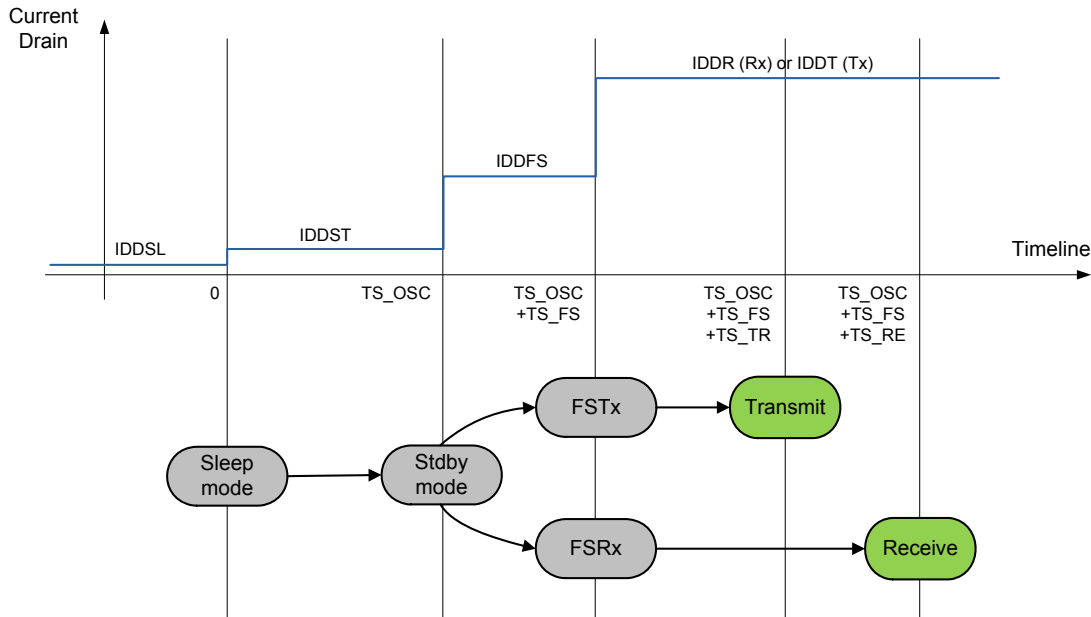 Current
Drain
IDDR (Rx) or IDDT (Tx)
IDDFS
IDDST
IDDSL
Timeline
0
TS_OSC
TS_OSC
+TS_FS
TS_OSC
+TS_FS
+TS_TR
TS_OSC
+TS_FS
+TS_RE
FSTx
Transmit
Sleep
mode
Stdby
mode
FSRx
Receive